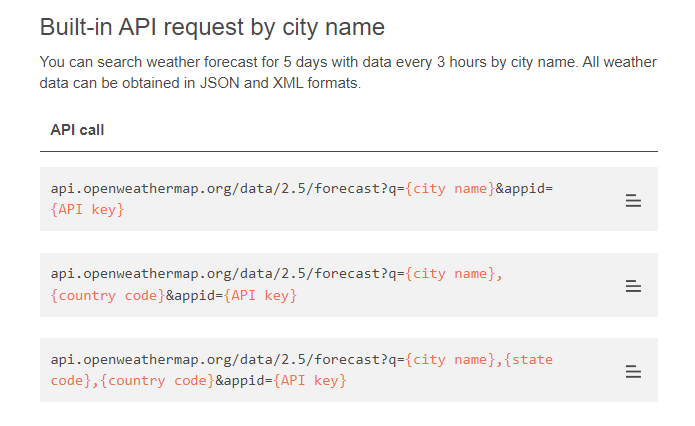 Built-in API request by city name
You can search weather forecast for 5 days with data every 3 hours by city name. All weather
data can be obtained in JSON and XML formats.
API call
api.openweathermap.org/data/2.5/forecast?q={city name}&appid=
{API key}
api.openweathermap.org/data/2.5/forecast?q={city name},
{country code}&appid={API key}
api.openweathermap.org/data/2.5/forecast?q={city name},{state
code},{country code}&appid={API key}